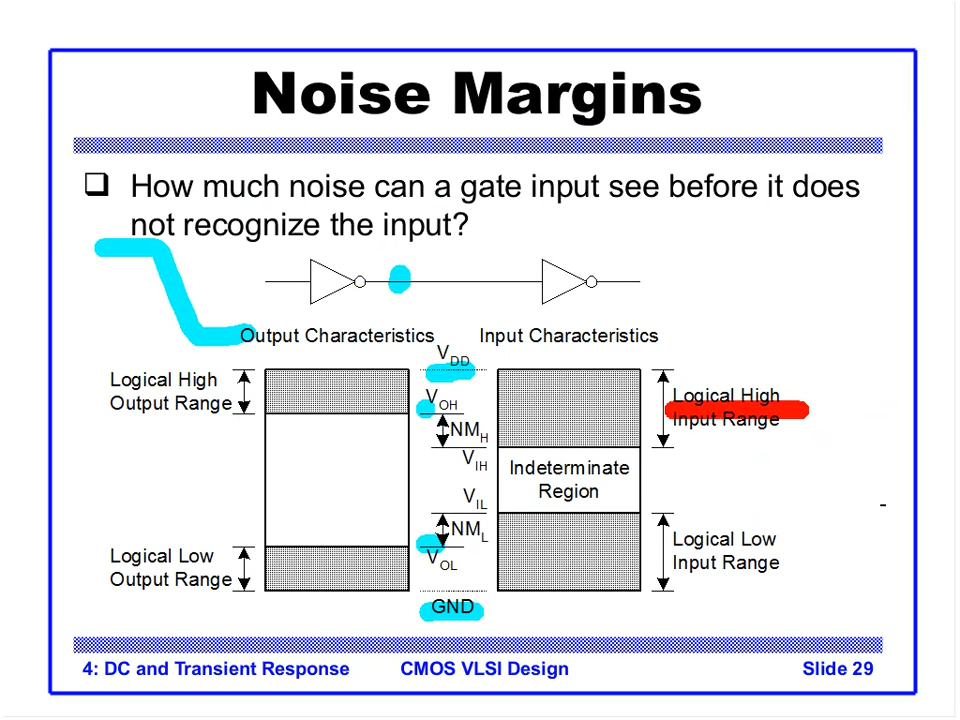 Noise Margins
❑ How much noise can a gate input see before it does
not recognize the input?
Output Characteristics
Input Characteristics
VDD
Logical High
Output Range
VOH
NMH
VIH
Logical High
Input Range
Indeterminate
Region
VIL
NML
VOL
Logical Low
Output Range
Logical Low
Input Range
GND
4: DC and Transient Response
CMOS VLSI Design
Slide 29